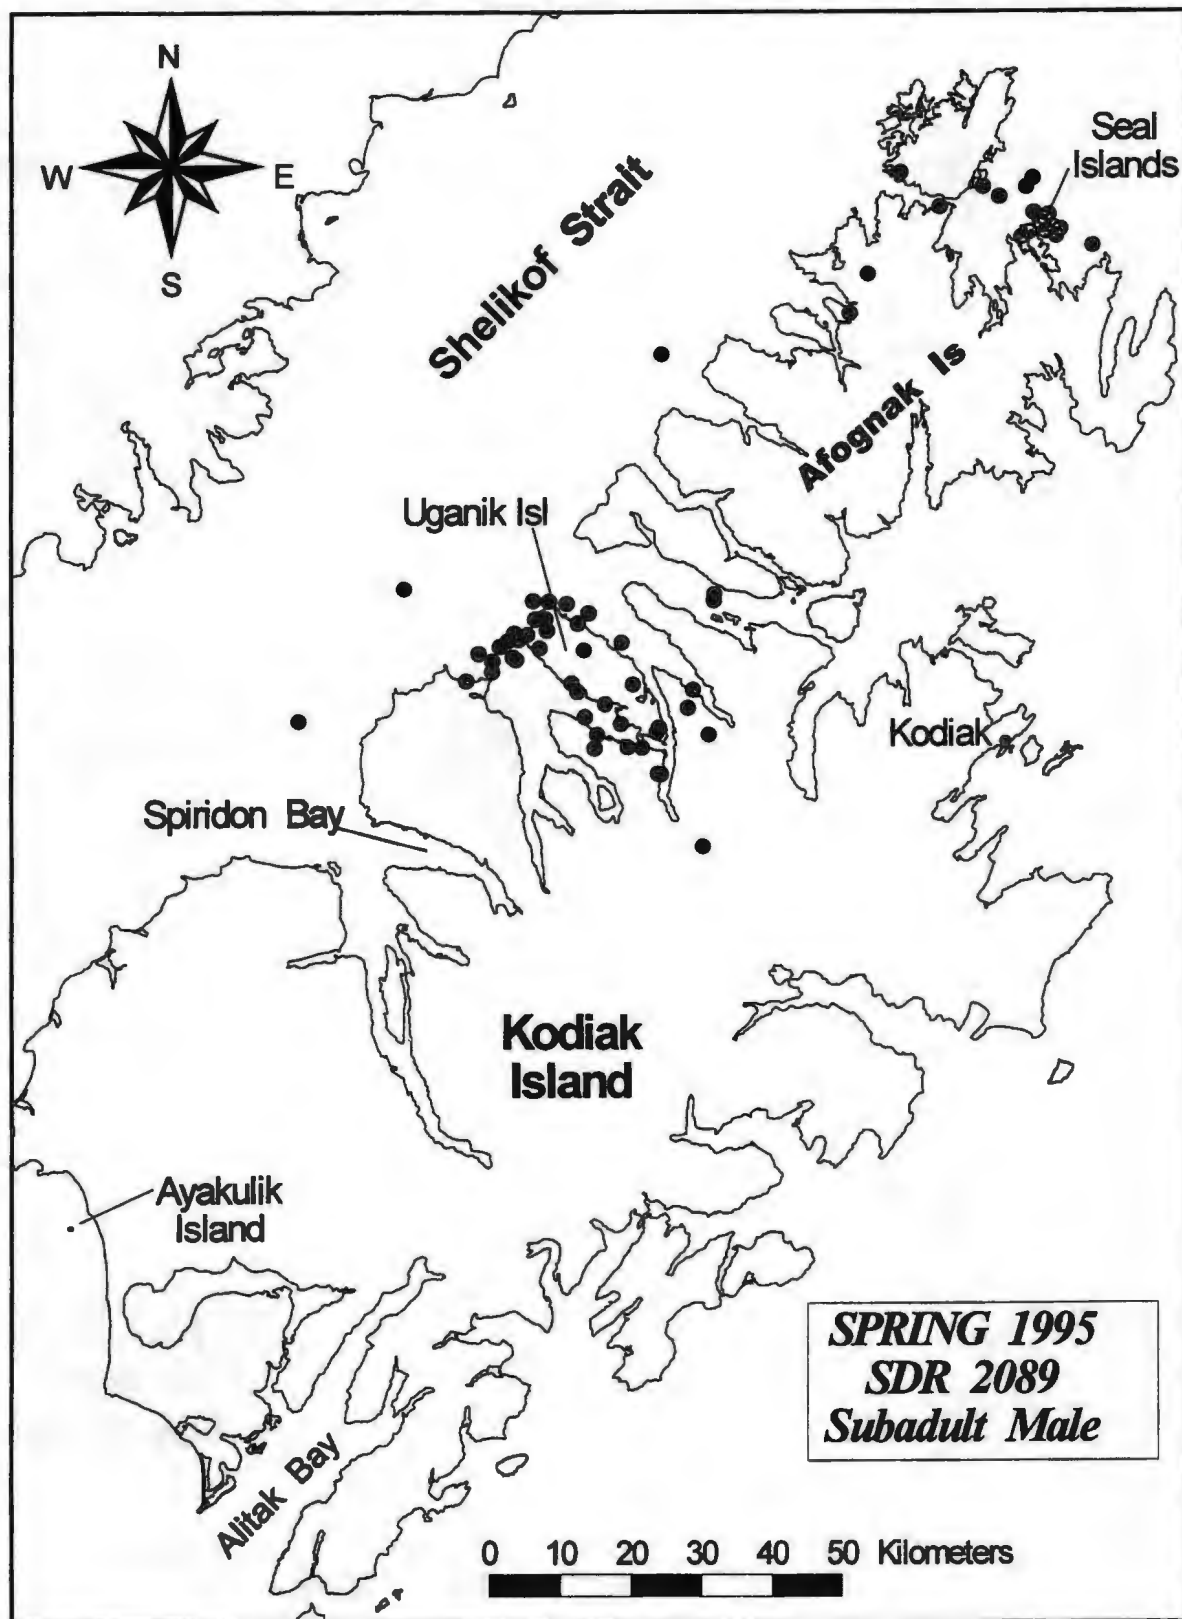 N
W E
S
Seal
Islands
Shelikof Strait
Afognak Is
Uganik Isl
Kodiak
Spiridon Bay
Kodiak
Island
Ayakulik
Island
Alitak Bay
SPRING 1995
SDR 2089
Subadult Male
0 10 20 30 40 50 Kilometers